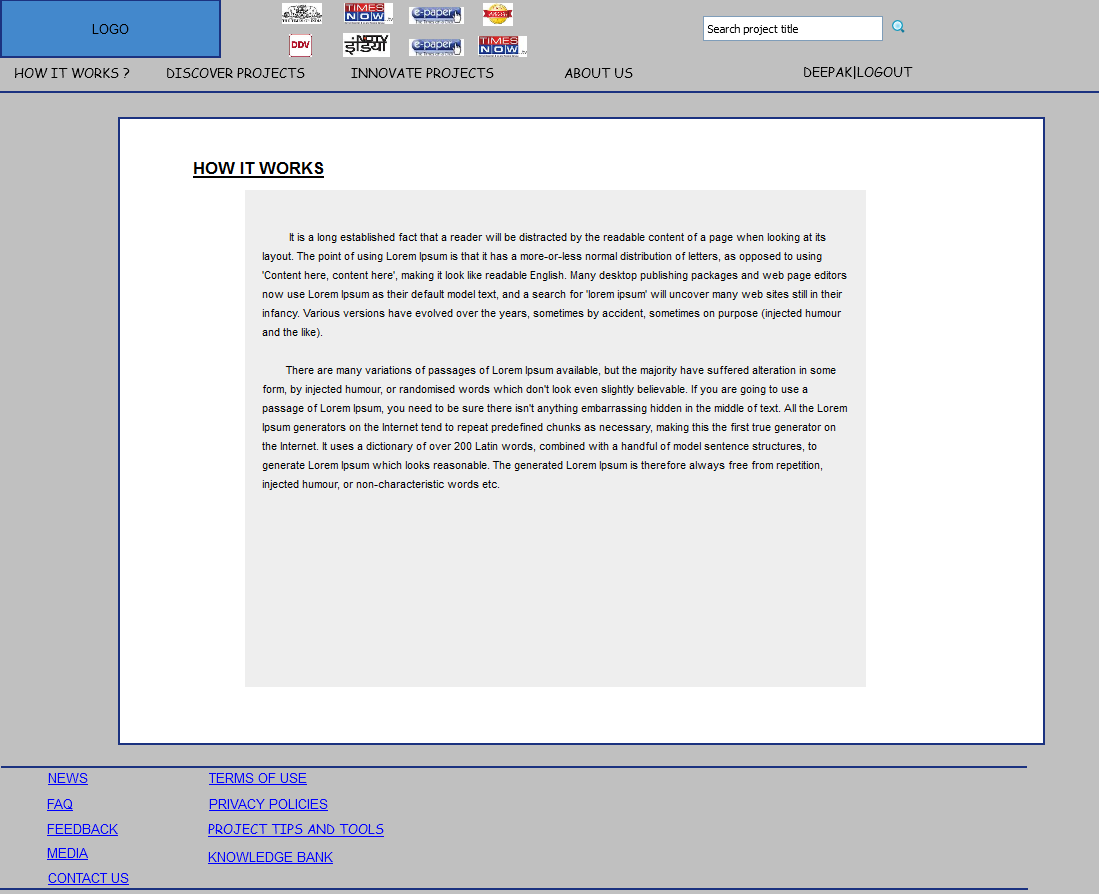 LOGO
TIMES NOW .tv
e-paper
DDV
NDTV
इंडिया
e-paper
TIMES NOW .tv
Search project title
HOW IT WORKS ? DISCOVER PROJECTS INNOVATE PROJECTS ABOUT US DEEPAK|LOGOUT
HOW IT WORKS
It is a long established fact that a reader will be distracted by the readable content of a page when looking at its
layout. The point of using Lorem Ipsum is that it has a more-or-less normal distribution of letters, as opposed to using
'Content here, content here', making it look like readable English. Many desktop publishing packages and web page editors
now use Lorem Ipsum as their default model text, and a search for 'lorem ipsum' will uncover many web sites still in their
infancy. Various versions have evolved over the years, sometimes by accident, sometimes on purpose (injected humour
and the like).
There are many variations of passages of Lorem Ipsum available, but the majority have suffered alteration in some
form, by injected humour, or randomised words which don't look even slightly believable. If you are going to use a
passage of Lorem Ipsum, you need to be sure there isn't anything embarrassing hidden in the middle of text. All the Lorem
Ipsum generators on the Internet tend to repeat predefined chunks as necessary, making this the first true generator on
the Internet. It uses a dictionary of over 200 Latin words, combined with a handful of model sentence structures, to
generate Lorem Ipsum which looks reasonable. The generated Lorem Ipsum is therefore always free from repetition,
injected humour, or non-characteristic words etc.
NEWS TERMS OF USE
FAQ PRIVACY POLICIES
FEEDBACK PROJECT TIPS AND TOOLS
MEDIA KNOWLEDGE BANK
CONTACT US